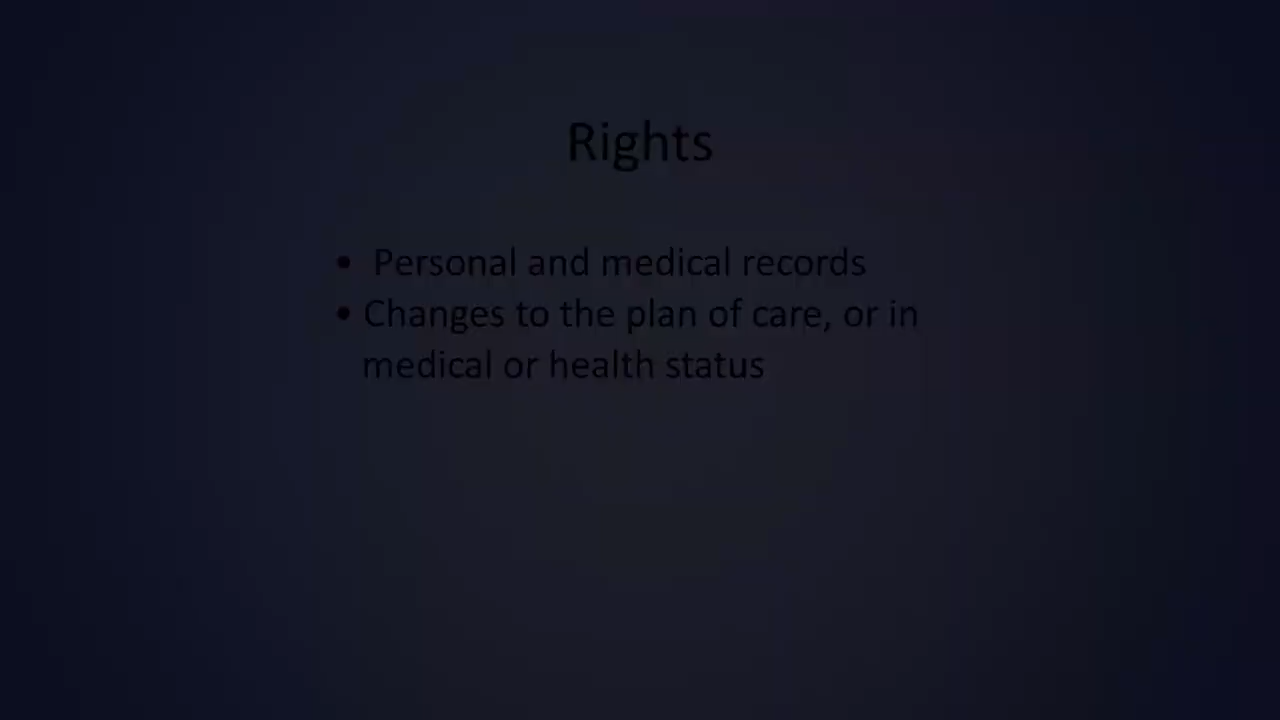 Rights
• Personal and medical records
• Changes to the plan of care, or in
medical or health status